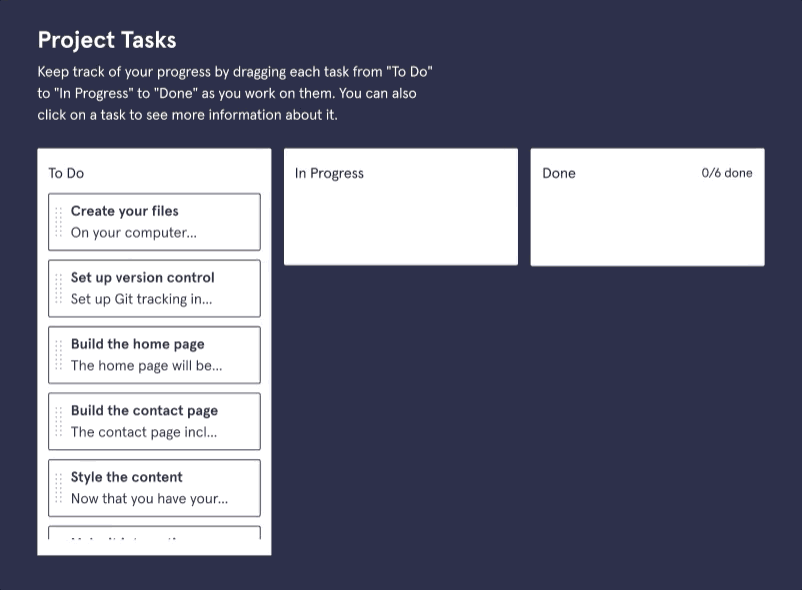 Project Tasks
Keep track of your progress by dragging each task from "To Do"
to "In Progress" to "Done" as you work on them. You can also
click on a task to see more information about it.
To Do
Create your files
On your computer...
Set up version control
Set up Git tracking in...
Build the home page
The home page will be...
Build the contact page
The contact page incl...
Style the content
Now that you have your...
In Progress
Done
0/6 done